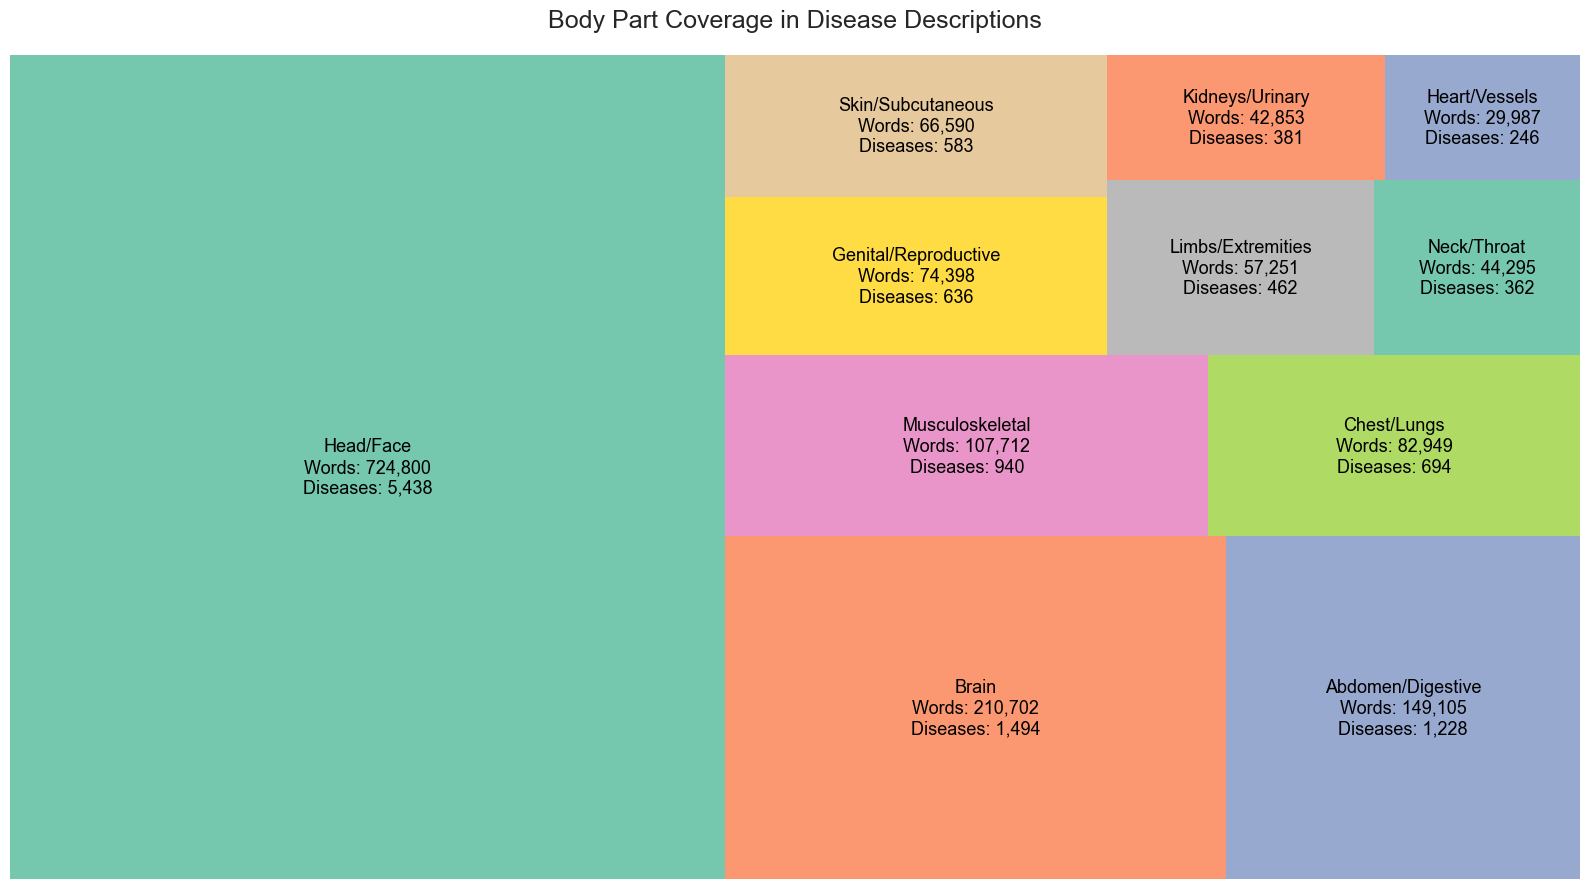 Body Part Coverage in Disease Descriptions
Head/Face
Words: 724,800
Diseases: 5,438
Skin/Subcutaneous
Words: 66,590
Diseases: 583
Kidneys/Urinary
Words: 42,853
Diseases: 381
Heart/Vessels
Words: 29,987
Diseases: 246
Genital/Reproductive
Words: 74,398
Diseases: 636
Limbs/Extremities
Words: 57,251
Diseases: 462
Neck/Throat
Words: 44,295
Diseases: 362
Musculoskeletal
Words: 107,712
Diseases: 940
Chest/Lungs
Words: 82,949
Diseases: 694
Brain
Words: 210,702
Diseases: 1,494
Abdomen/Digestive
Words: 149,105
Diseases: 1,228